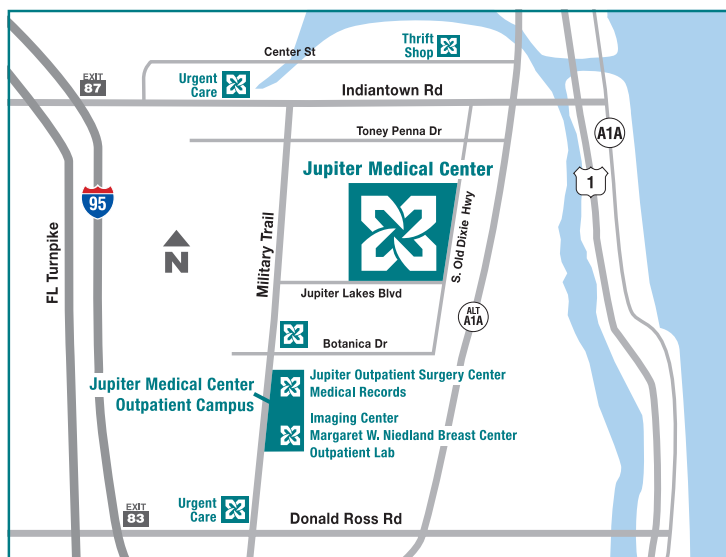 Thrift
Shop
Center St
Urgent
Care
EXIT
87
Indiantown Rd
A1A
Toney Penna Dr
Jupiter Medical Center
1
95
FL Turnpike
N
Military Trail
S. Old Dixie Hwy
Jupiter Lakes Blvd
ALT
A1A
Botanica Dr
Jupiter Medical Center
Outpatient Campus
Jupiter Outpatient Surgery Center
Medical Records
Imaging Center
Margaret W. Niedland Breast Center
Outpatient Lab
Urgent
Care
EXIT
83
Donald Ross Rd